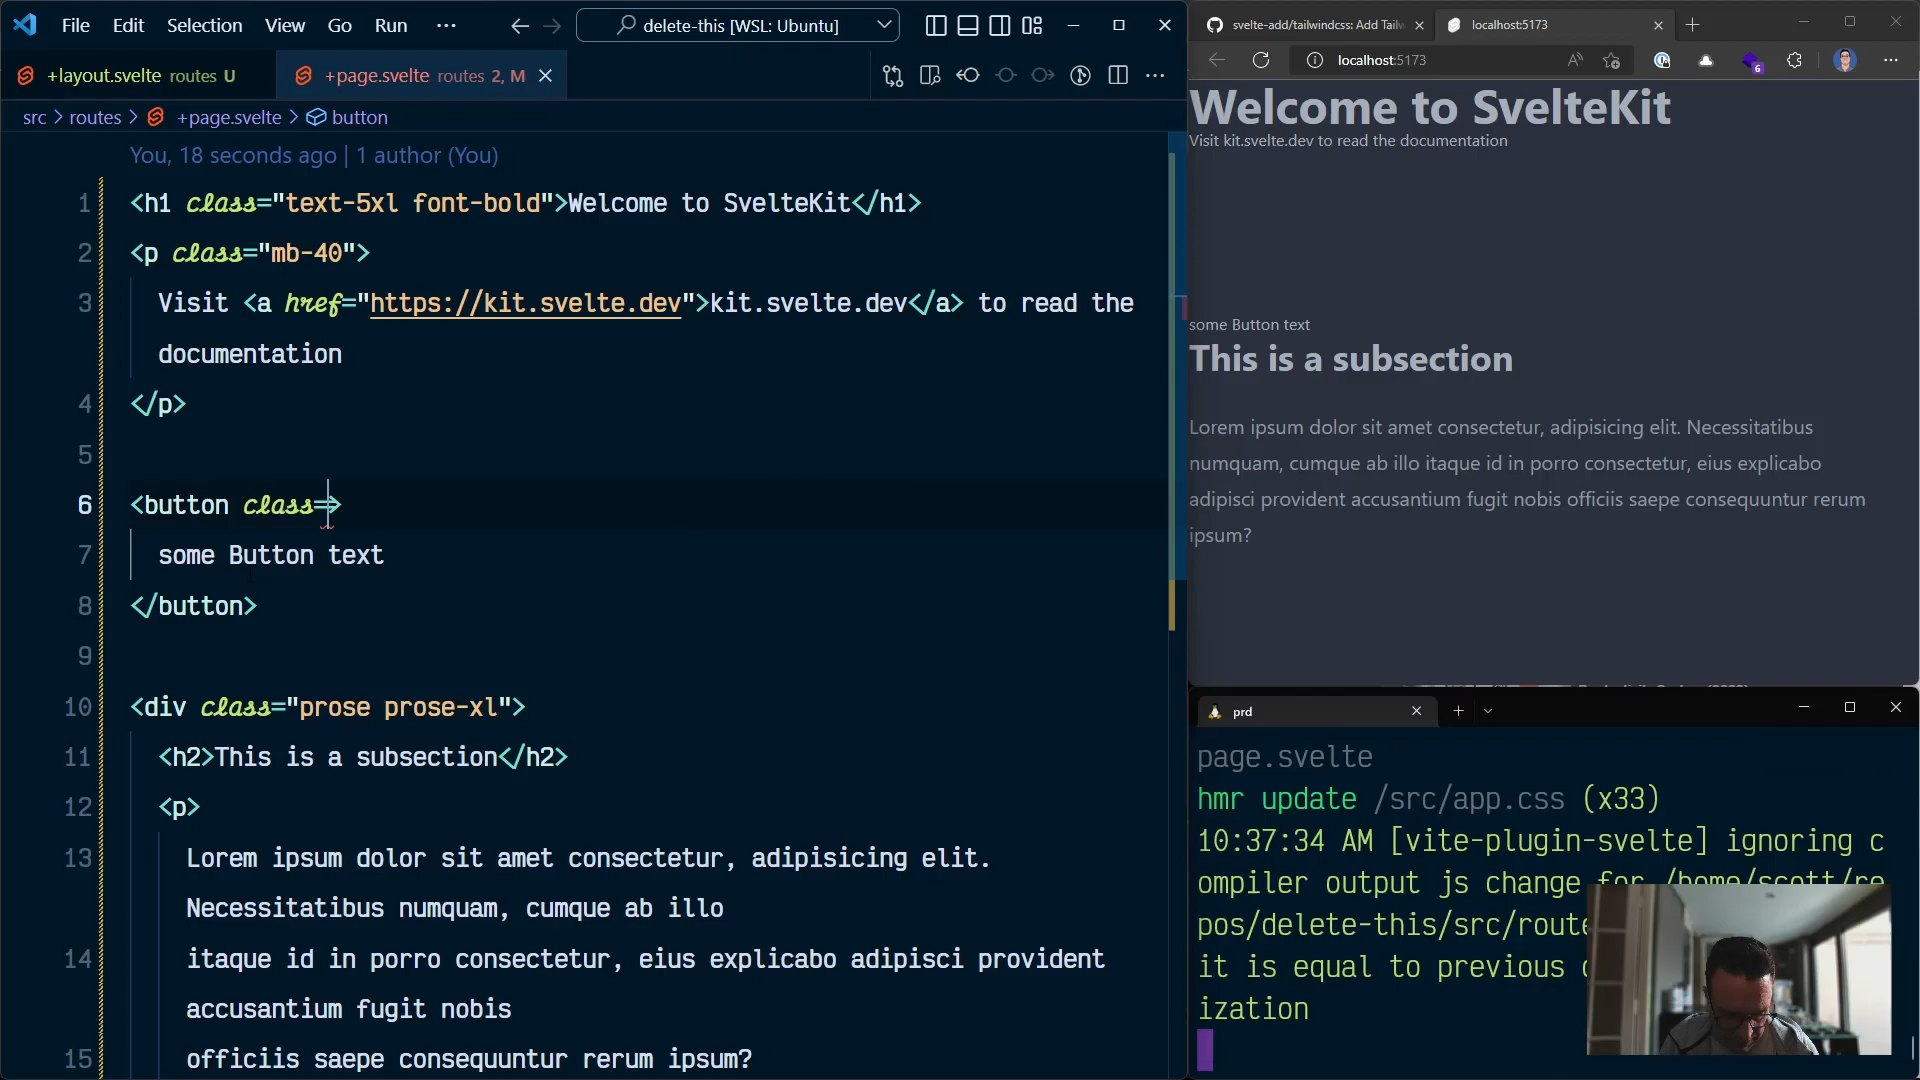 File Edit Selection View Go Run ··· delete-this [WSL: Ubuntu]
+layout.svelte routes U +page.svelte routes 2, M
src > routes > +page.svelte > button
You, 18 seconds ago | 1 author (You)
1 <h1 class="text-5xl font-bold">Welcome to SvelteKit</h1>
2 <p class="mb-40">
3 Visit <a href="https://kit.svelte.dev">kit.svelte.dev</a> to read the
documentation
4 </p>
5
6 <button class=>
7 some Button text
8 </button>
9
10 <div class="prose prose-xl">
11 <h2>This is a subsection</h2>
12 <p>
13 Lorem ipsum dolor sit amet consectetur, adipisicing elit.
Necessitatibus numquam, cumque ab illo
14 itaque id in porro consectetur, eius explicabo adipisci provident
accusantium fugit nobis
15 officiis saepe consequuntur rerum ipsum?
svelte-add/tailwindcss: Add Tailw localhost:5173
localhost:5173 6
Welcome to SvelteKit
Visit kit.svelte.dev to read the documentation
some Button text
This is a subsection
Lorem ipsum dolor sit amet consectetur, adipisicing elit. Necessitatibus
numquam, cumque ab illo itaque id in porro consectetur, eius explicabo
adipisci provident accusantium fugit nobis officiis saepe consequuntur rerum
ipsum?
prd
page.svelte
hmr update /src/app.css (x33)
10:37:34 AM [vite-plugin-svelte] ignoring c
ompiler output js change for /home/scott/re
pos/delete-this/src/route
it is equal to previous
ization